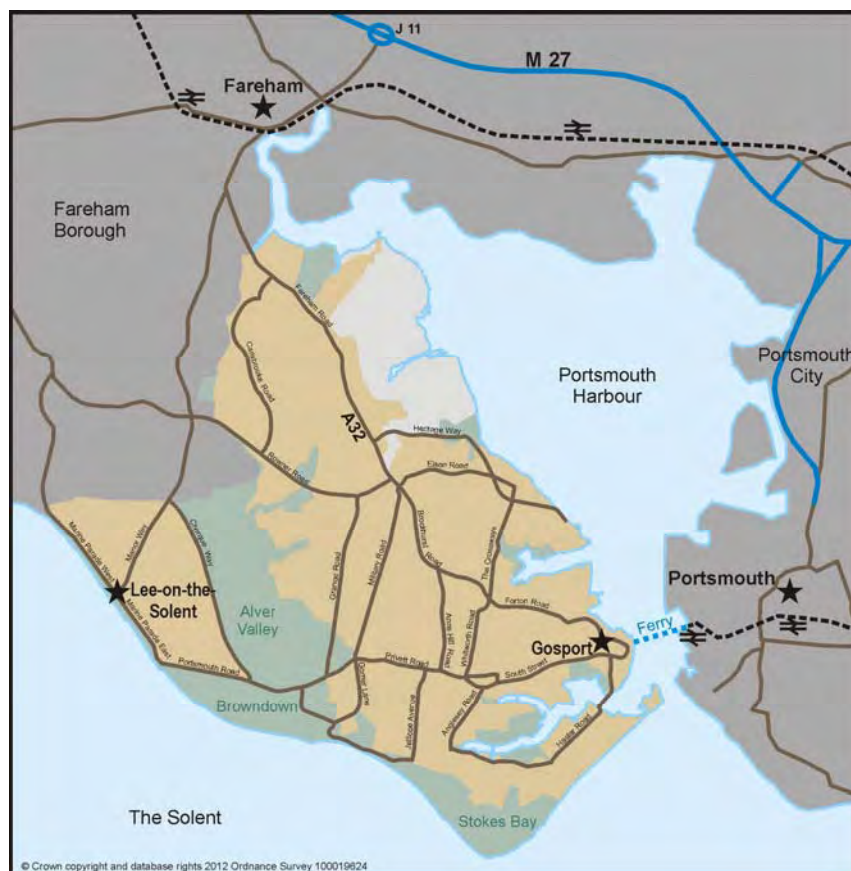 J 11
M 27
Fareham
Fareham
Borough
Fareham Road
Portsmouth
City
Portsmouth
Harbour
Cambrooke Road
A32
Heritage Way
Rowner Road
Elson Road
Marine Parade West
Manor Way
Cherque Way
Grange Road
Military Road
Brockhurst Road
The Crossways
Lee-on-the-
Solent
Alver
Valley
Portsmouth
Forton Road
Ann's Hill Road
Whitworth Road
Ferry
Gosport
Marine Parade East
Privett Road
South Street
Portsmouth Road
Gomer Lane
Browndown
Jellicoe Avenue
Anglesey Road
Haslar Road
The Solent
Stokes Bay
© Crown copyright and database rights 2012 Ordnance Survey 100019624